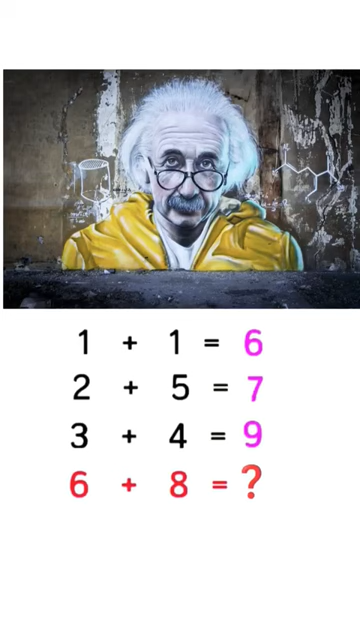 1 + 1 = 6
2 + 5 = 7
3 + 4 = 9
6 + 8 = ?